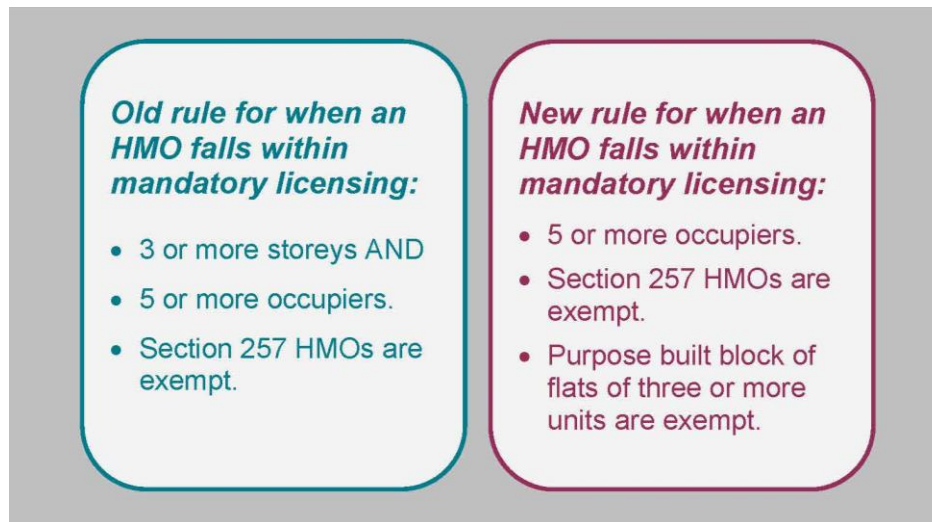 Old rule for when an
HMO falls within
mandatory licensing:
• 3 or more storeys AND
• 5 or more occupiers.
• Section 257 HMOs are
exempt.
New rule for when an
HMO falls within
mandatory licensing:
• 5 or more occupiers.
• Section 257 HMOs are
exempt.
• Purpose built block of
flats of three or more
units are exempt.